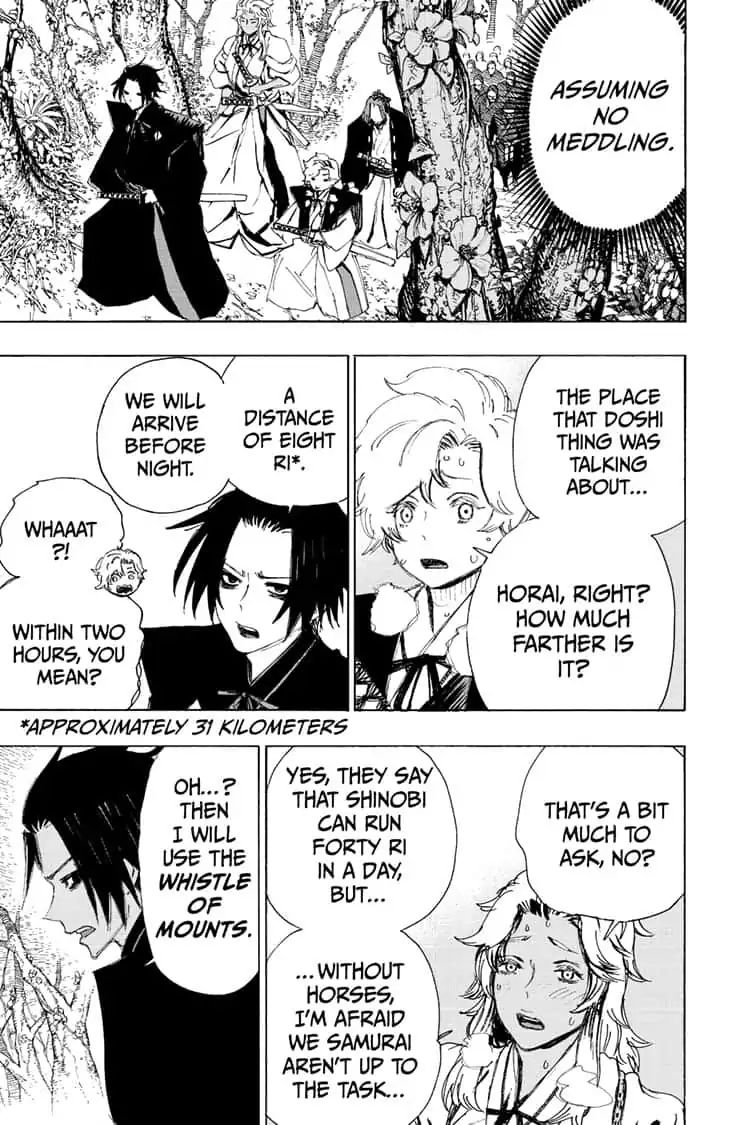 ASSUMING
NO
MEDDLING.
THE PLACE
THAT DOSHI
THING WAS
TALKING
ABOUT...
HORAI, RIGHT?
HOW MUCH
FARTHER IS
IT?
A
DISTANCE
OF EIGHT
RI*.
WE WILL
ARRIVE
BEFORE
NIGHT.
WHAAAT
?!
WITHIN TWO
HOURS, YOU
MEAN?
*APPROXIMATELY 31 KILOMETERS
THAT'S A BIT
MUCH TO
ASK, NO?
YES, THEY SAY
THAT SHINOBI
CAN RUN
FORTY RI
IN A DAY,
BUT...
...WITHOUT
HORSES,
I'M AFRAID
WE SAMURAI
AREN'T UP TO
THE TASK...
OH...?
THEN
I WILL
USE THE
WHISTLE
OF
MOUNTS.